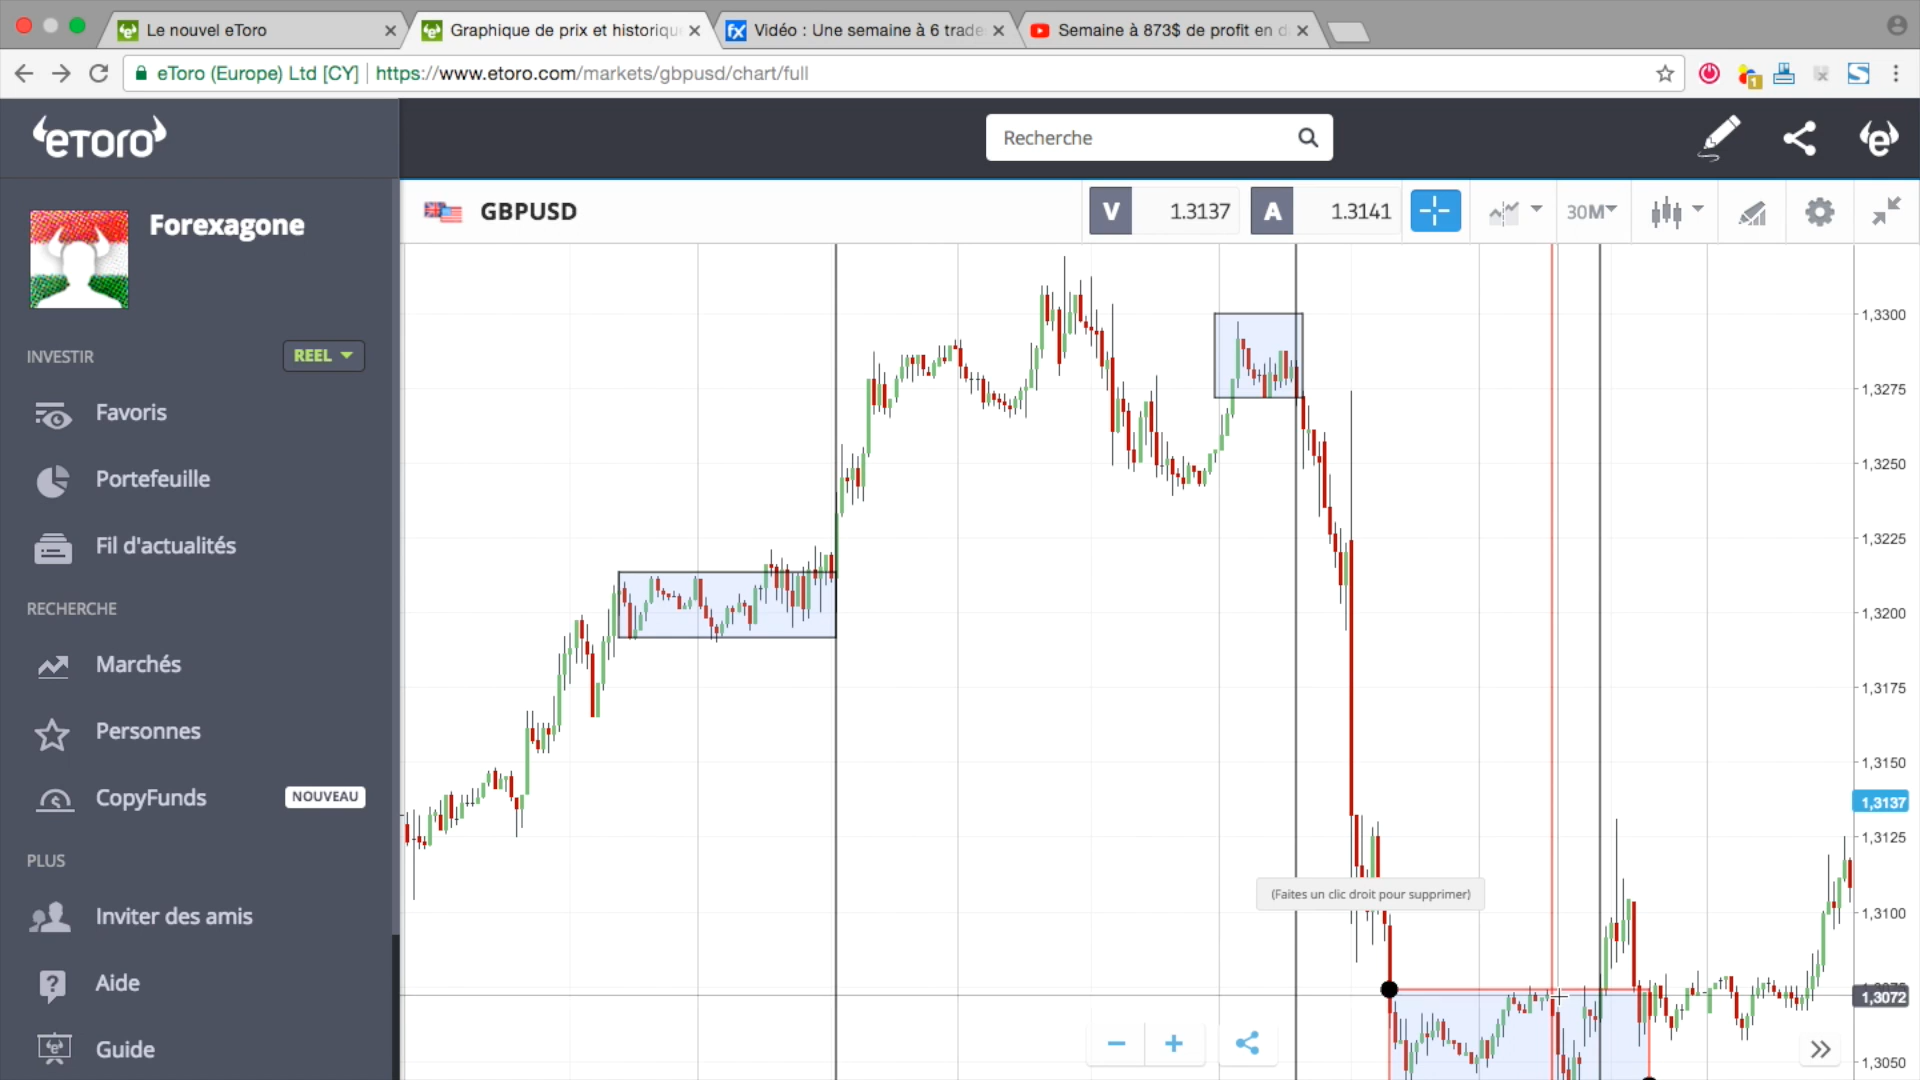 Le nouvel eToro
Graphique de prix et historiqu
Vidéo : Une semaine à 6 trade
Semaine à 873$ de profit en d
eToro (Europe) Ltd [CY]
https://www.etoro.com/markets/gbpusd/chart/full
1
eToro
Recherche
Forexagone
GBPUSD
V
1.3137
A
1.3141
30M
INVESTIR
REEL
Favoris
Portefeuille
Fil d'actualités
RECHERCHE
Marchés
Personnes
CopyFunds
NOUVEAU
PLUS
Inviter des amis
Aide
Guide
(Faites un clic droit pour supprimer)
1,3300
1,3275
1,3250
1,3225
1,3200
1,3175
1,3150
1,3137
1,3125
1,3100
1,3072
1,3050